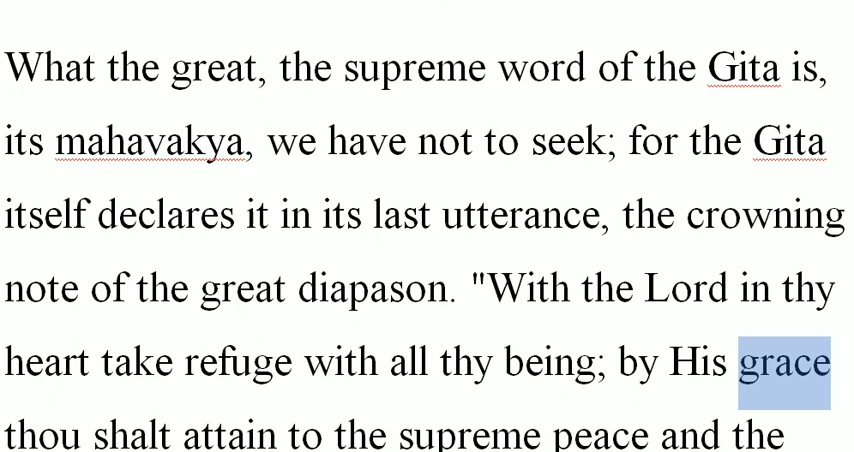 What the great, the supreme word of the Gita is,
its mahavakya, we have not to seek; for the Gita
itself declares it in its last utterance, the crowning
note of the great diapason. "With the Lord in thy
heart take refuge with all thy being; by His grace
thou shalt attain to the supreme peace and the